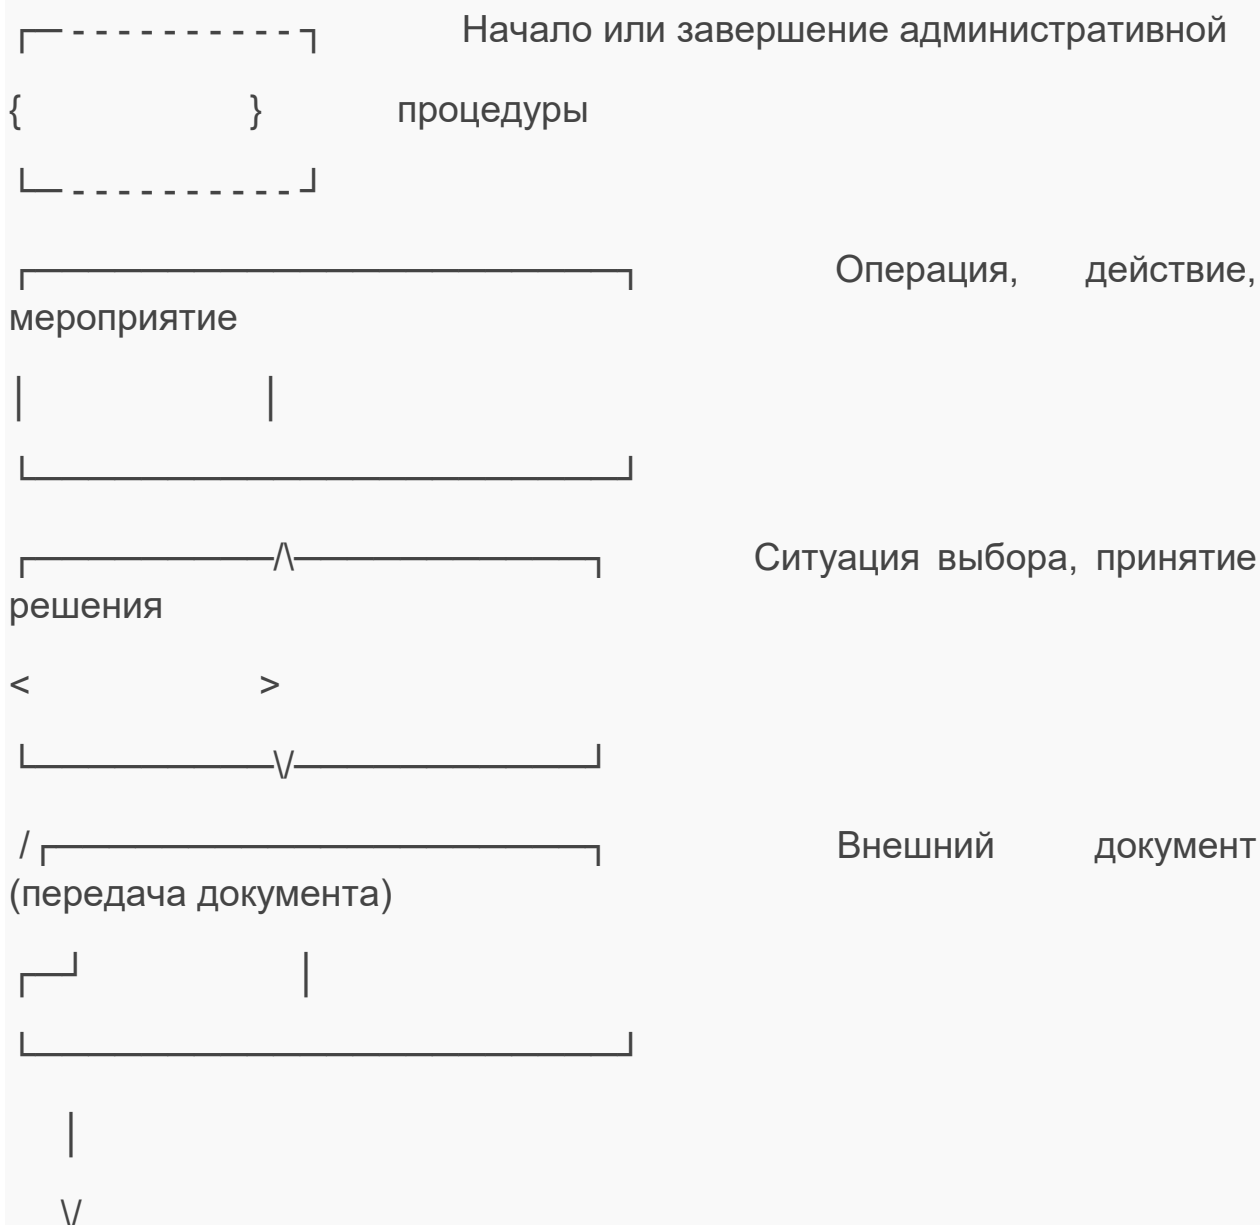 ┌─ - - - - - - - - - - ┐ Начало или завершение административной
{ } процедуры
└─ - - - - - - - - - - ┘
┌──────────────────────┐ Операция, действие,
мероприятие
│ │
└──────────────────────┘
┌─────────/\───────────┐ Ситуация выбора, принятие
решения
< >
└─────────\/───────────┘
/┌─────────────────────┐ Внешний документ
(передача документа)
┌─┘ │
└──────────────────────┘
│
\/